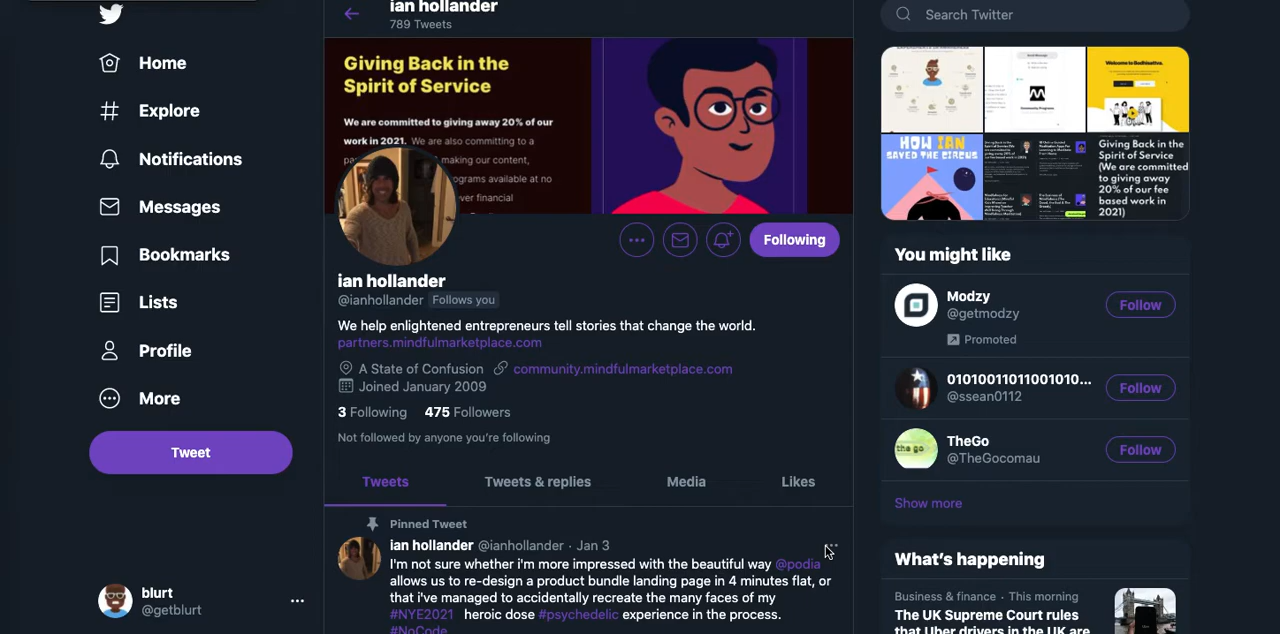 ian hollander
789 Tweets
Search Twitter
Home
Explore
Notifications
Messages
Bookmarks
Lists
Profile
More
Tweet
blurt
@getblurt
Giving Back in the
Spirit of Service
We are committed to giving away 20% of our
work in 2021. We are also committing to a
making our content,
programs available at no
Following
ian hollander
@ianhollander Follows you
We help enlightened entrepreneurs tell stories that change the world.
partners.mindfulmarketplace.com
A State of Confusion community.mindfulmarketplace.com
Joined January 2009
3 Following 475 Followers
Not followed by anyone you're following
Tweets Tweets & replies Media Likes
Pinned Tweet
ian hollander @ianhollander · Jan 3
I'm not sure whether i'm more impressed with the beautiful way @podia
allows us to re-design a product bundle landing page in 4 minutes flat, or
that i've managed to accidentally recreate the many faces of my
#NYE2021 heroic dose #psychedelic experience in the process.
#NoCode
HOW IAN
SAVED THE CIRCUS
Giving Back in the
Spirit of Service
(We are committed
to giving away
20% of our fee
based work in
2021)
You might like
Modzy
@getmodzy
Follow
Promoted
01010011011001010...
@ssean0112
Follow
TheGo
@TheGocomau
Follow
Show more
What's happening
Business & finance · This morning
The UK Supreme Court rules
that Uber drivers in the UK are